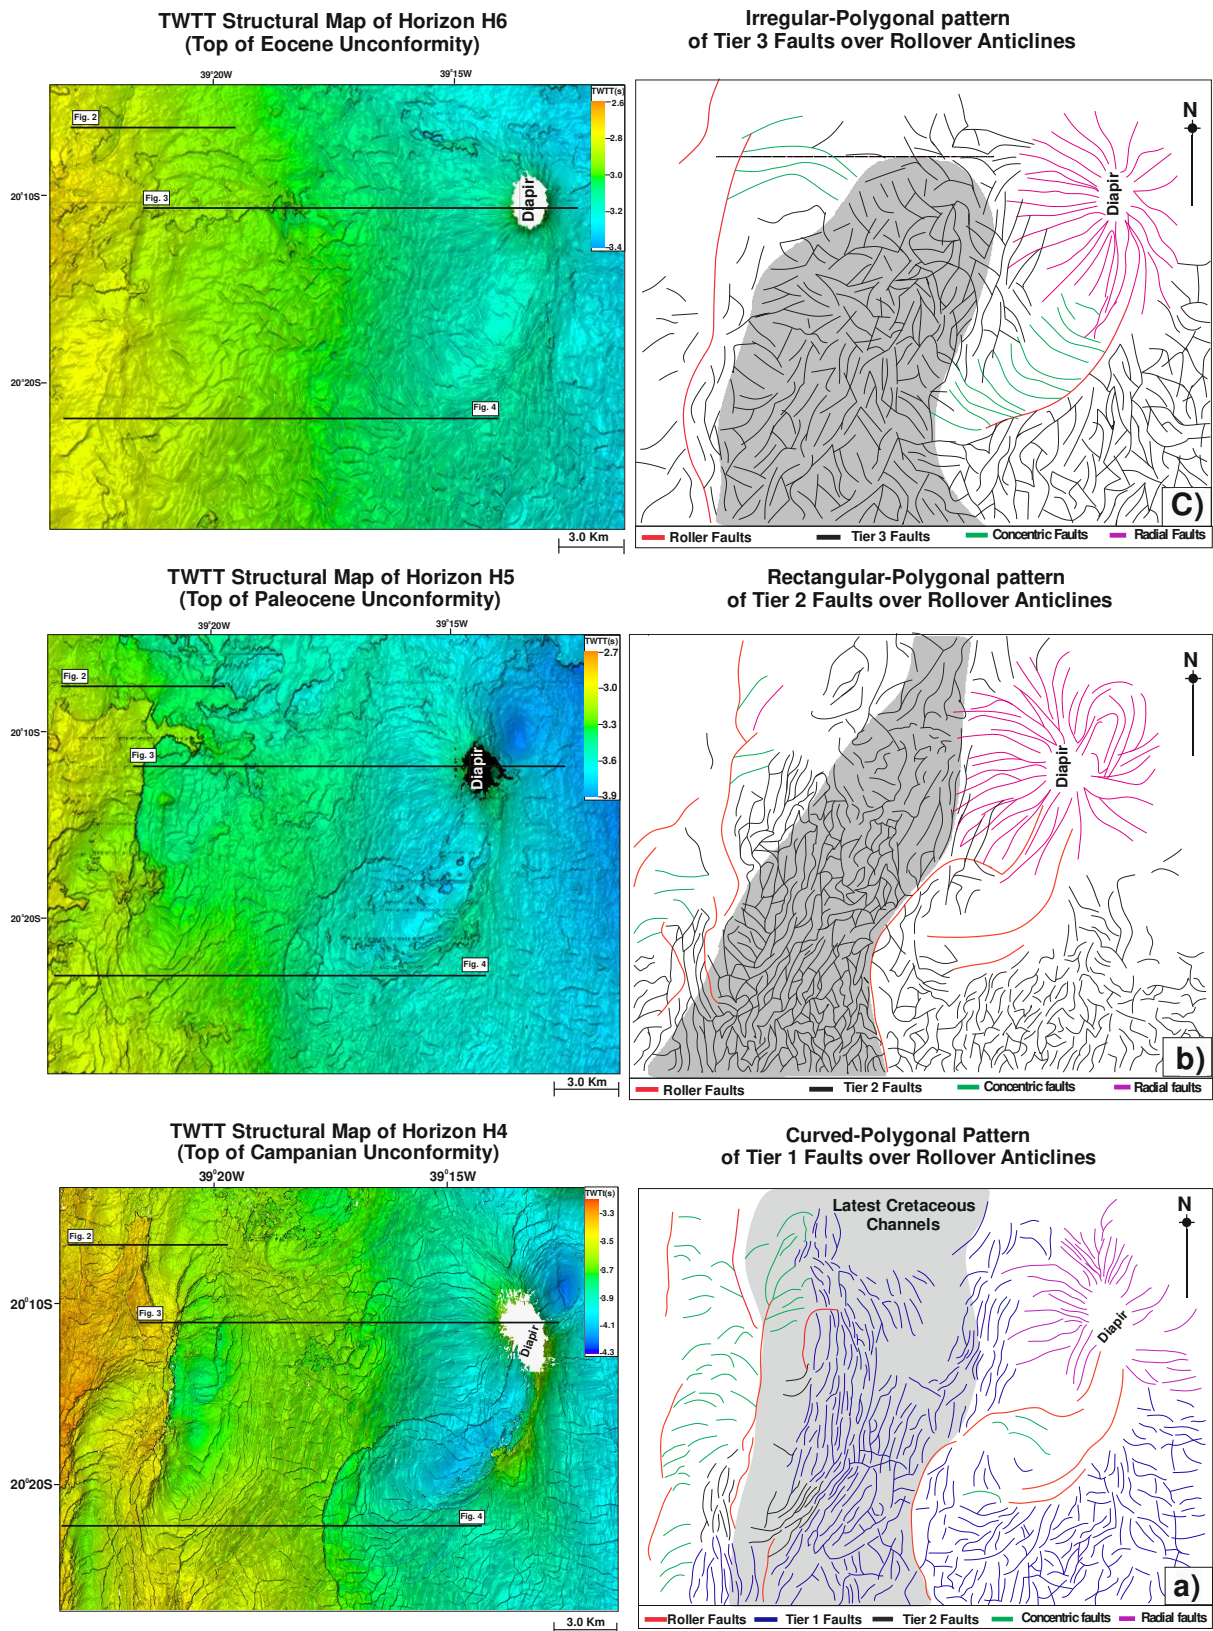 TWTT Structural Map of Horizon H6
(Top of Eocene Unconformity)
39°20W
39°15W
TWTT(s)
2.6
2.8
3.0
3.2
3.4
Fig. 2
Fig. 3
Fig. 4
Diapir
20°10S
20°20S
3.0 Km
Irregular-Polygonal pattern
of Tier 3 Faults over Rollover Anticlines
N
Diapir
C)
Roller Faults
Tier 3 Faults
Concentric Faults
Radial Faults
TWTT Structural Map of Horizon H5
(Top of Paleocene Unconformity)
39°20W
39°15W
TWTT(s)
2.7
3.0
3.3
3.6
3.9
Fig. 2
Fig. 3
Fig. 4
Diapir
20°10S
20°20S
3.0 Km
Rectangular-Polygonal pattern
of Tier 2 Faults over Rollover Anticlines
N
Diapir
b)
Roller Faults
Tier 2 Faults
Concentric faults
Radial faults
TWTT Structural Map of Horizon H4
(Top of Campanian Unconformity)
39°20W
39°15W
TWTt(s)
3.3
3.5
3.7
3.9
4.1
4.3
Fig. 2
Fig. 3
Fig. 4
Diapir
20°10S
20°20S
3.0 Km
Curved-Polygonal Pattern
of Tier 1 Faults over Rollover Anticlines
Latest Cretaceous
Channels
N
Diapir
a)
Roller Faults
Tier 1 Faults
Tier 2 Faults
Concentric faults
Radial faults